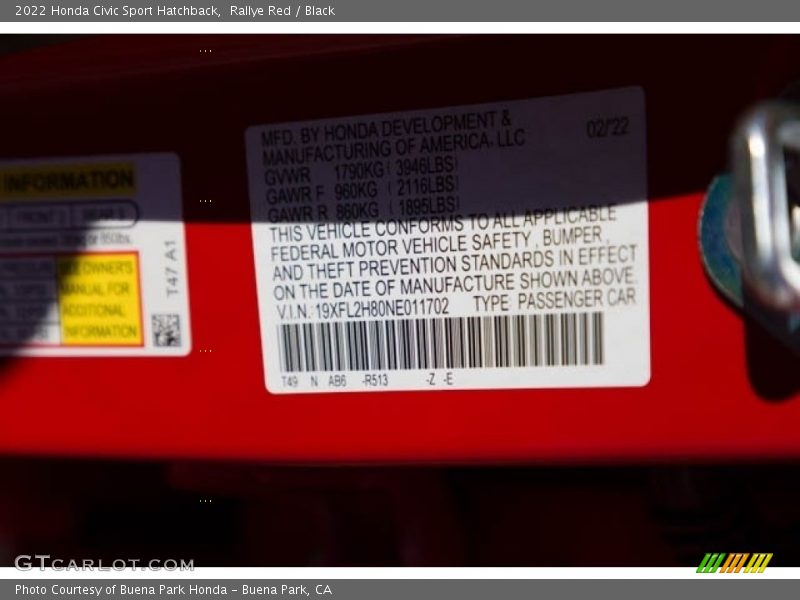 2022 Honda Civic Sport Hatchback,  Rallye Red / Black
MFD. BY HONDA DEVELOPMENT &
MANUFACTURING OF AMERICA, LLC
02/'22
GVWR 1790KG ( 3946LBS)
GAWR F 960KG ( 2116LBS)
GAWR R 860KG ( 1895LBS)
THIS VEHICLE CONFORMS TO ALL APPLICABLE
FEDERAL MOTOR VEHICLE SAFETY , BUMPER ,
AND THEFT PREVENTION STANDARDS IN EFFECT
ON THE DATE OF MANUFACTURE SHOWN ABOVE.
V.I.N.: 19XFL2H80NE011702 TYPE: PASSENGER CAR
T49 N AB6 -R513 -Z -E
INFORMATION
FRONT 2 REAR 3
SEE OWNER'S
MANUAL FOR
ADDITIONAL
INFORMATION
T47 A1
GTCARLOT.COM
Photo Courtesy of Buena Park Honda – Buena Park, CA